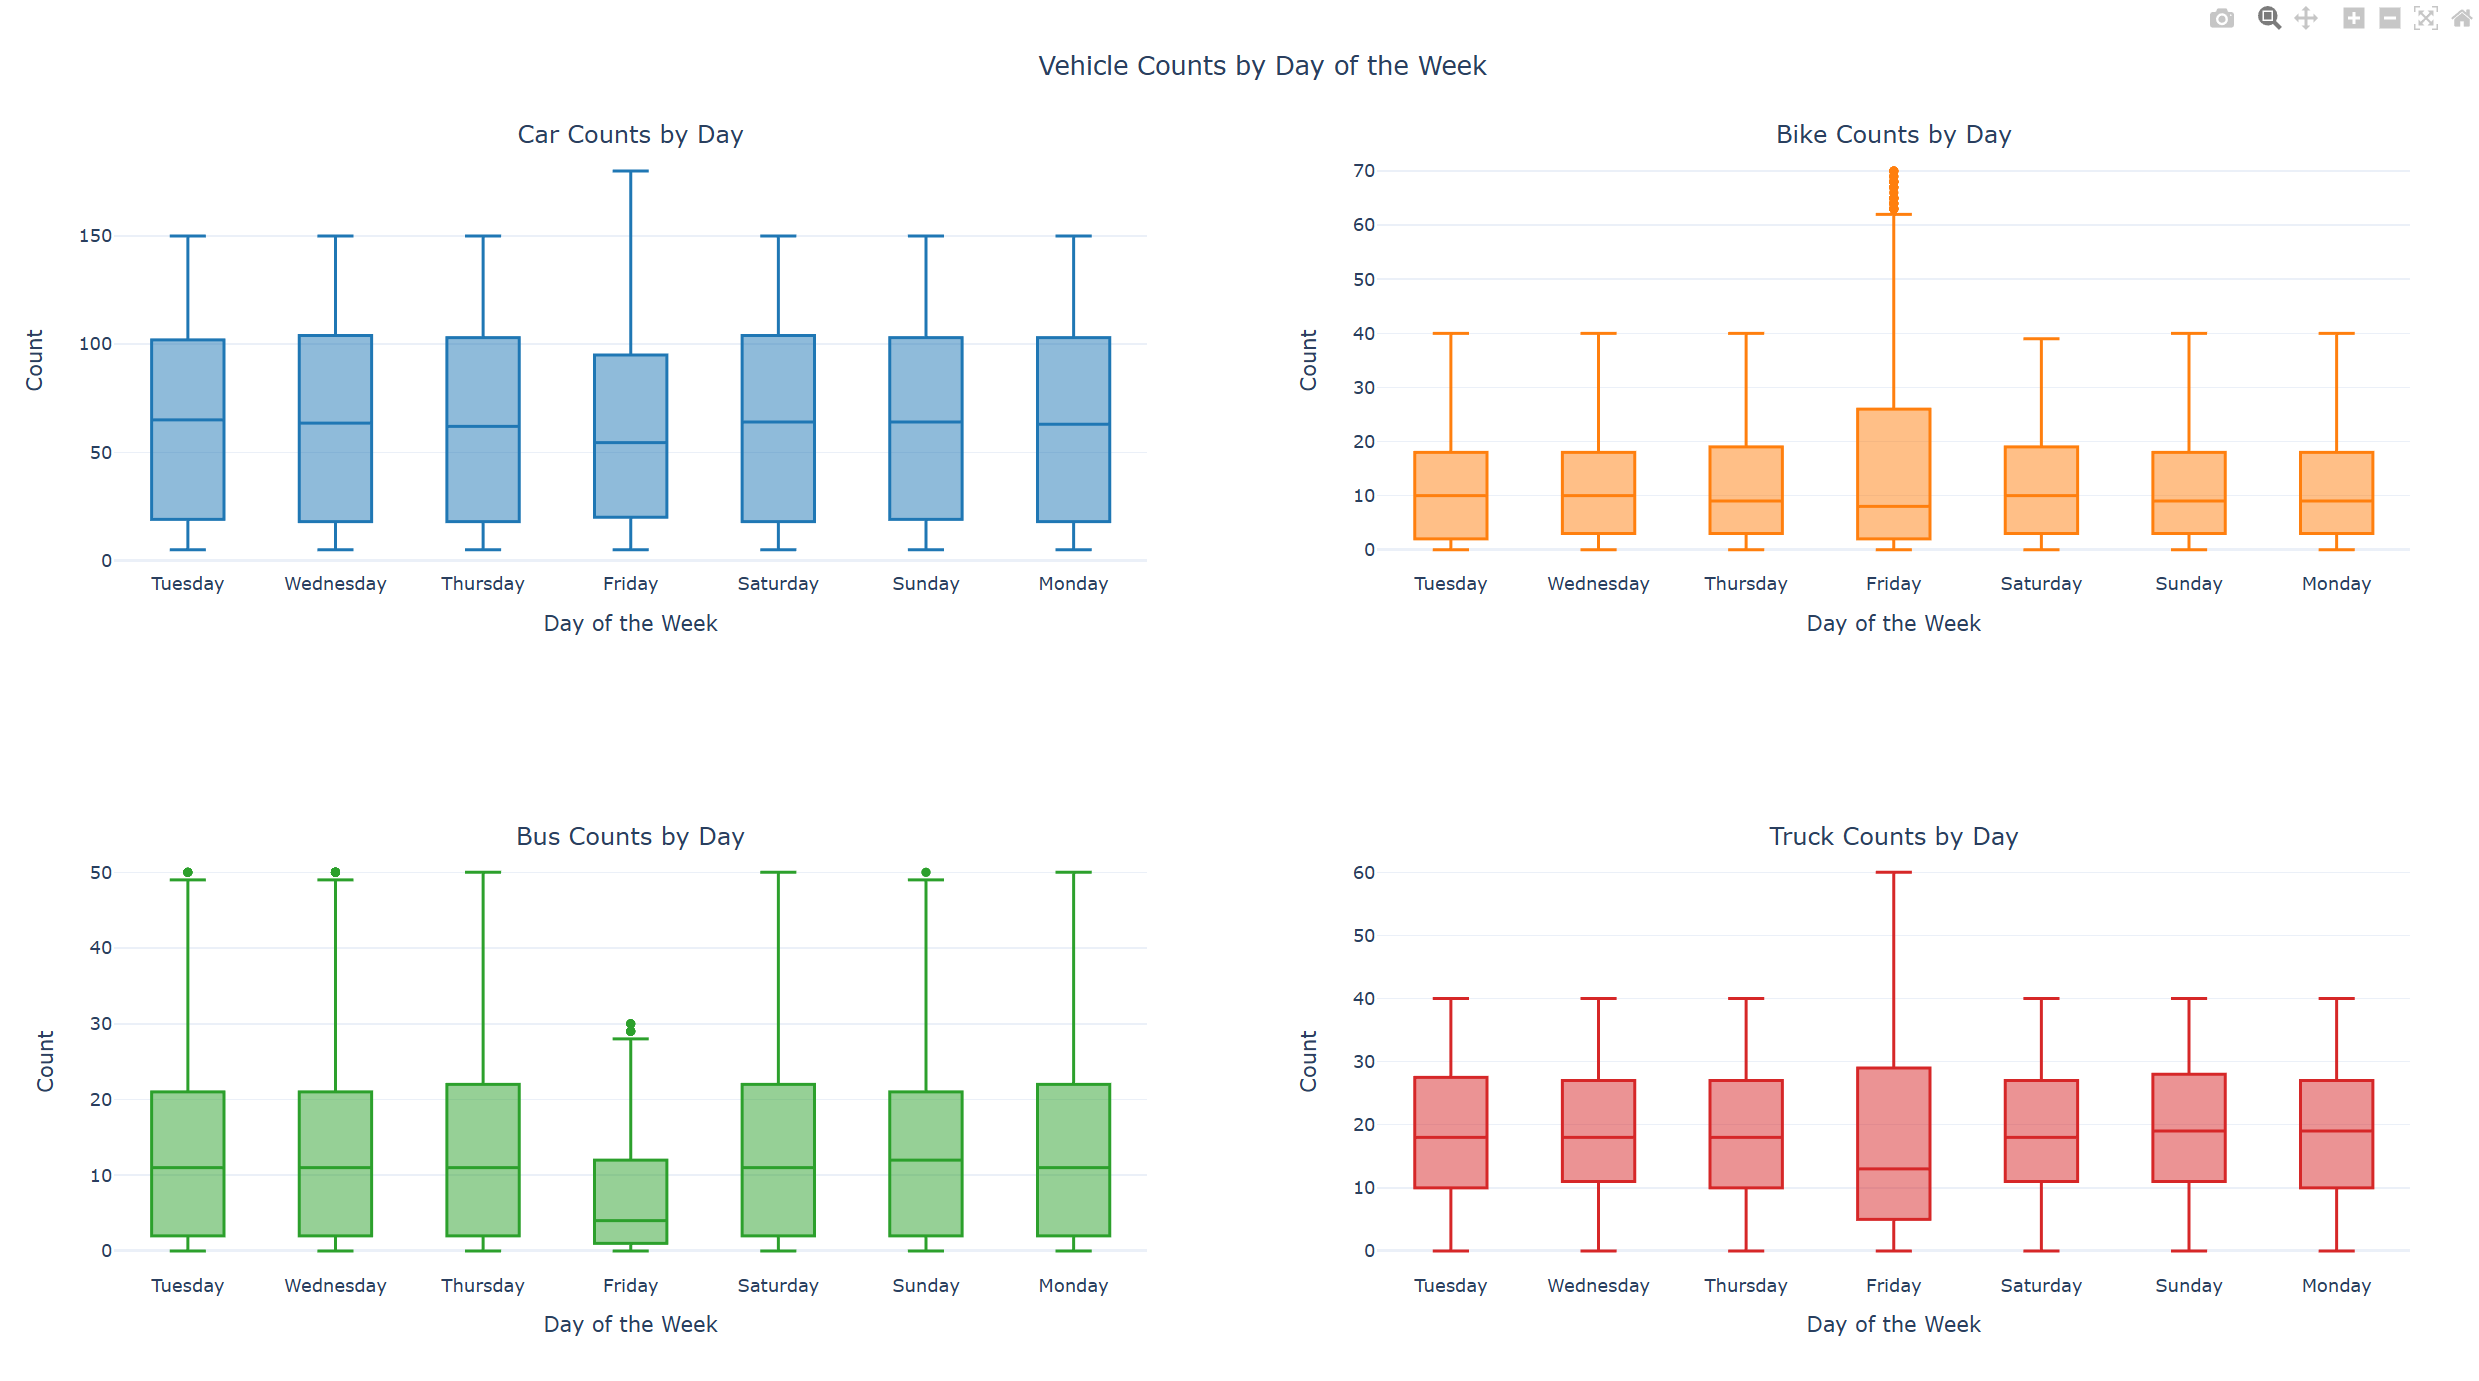 Vehicle Counts by Day of the Week
Car Counts by Day
150
100
50
0
Count
Tuesday Wednesday Thursday Friday Saturday Sunday Monday
Day of the Week
Bike Counts by Day
70
60
50
40
30
20
10
0
Count
Tuesday Wednesday Thursday Friday Saturday Sunday Monday
Day of the Week
Bus Counts by Day
50
40
30
20
10
0
Count
Tuesday Wednesday Thursday Friday Saturday Sunday Monday
Day of the Week
Truck Counts by Day
60
50
40
30
20
10
0
Count
Tuesday Wednesday Thursday Friday Saturday Sunday Monday
Day of the Week